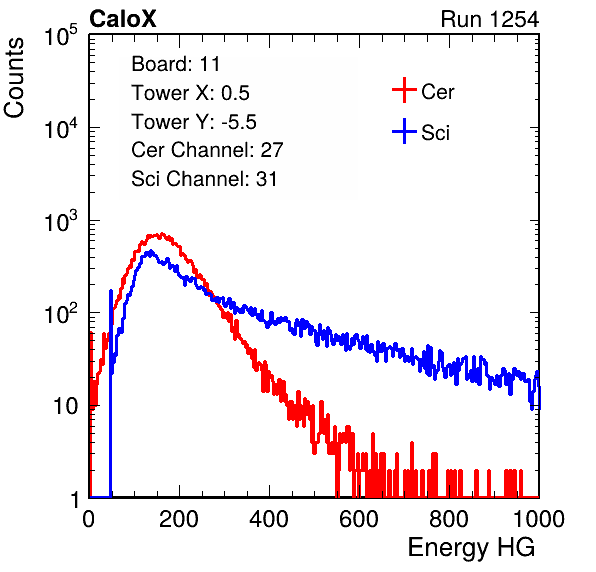 CaloX Run 1254
Counts
Board: 11
Tower X: 0.5
Tower Y: -5.5
Cer Channel: 27
Sci Channel: 31
Cer
Sci
10^5
10^4
10^3
10^2
10
1
0 200 400 600 800 1000
Energy HG